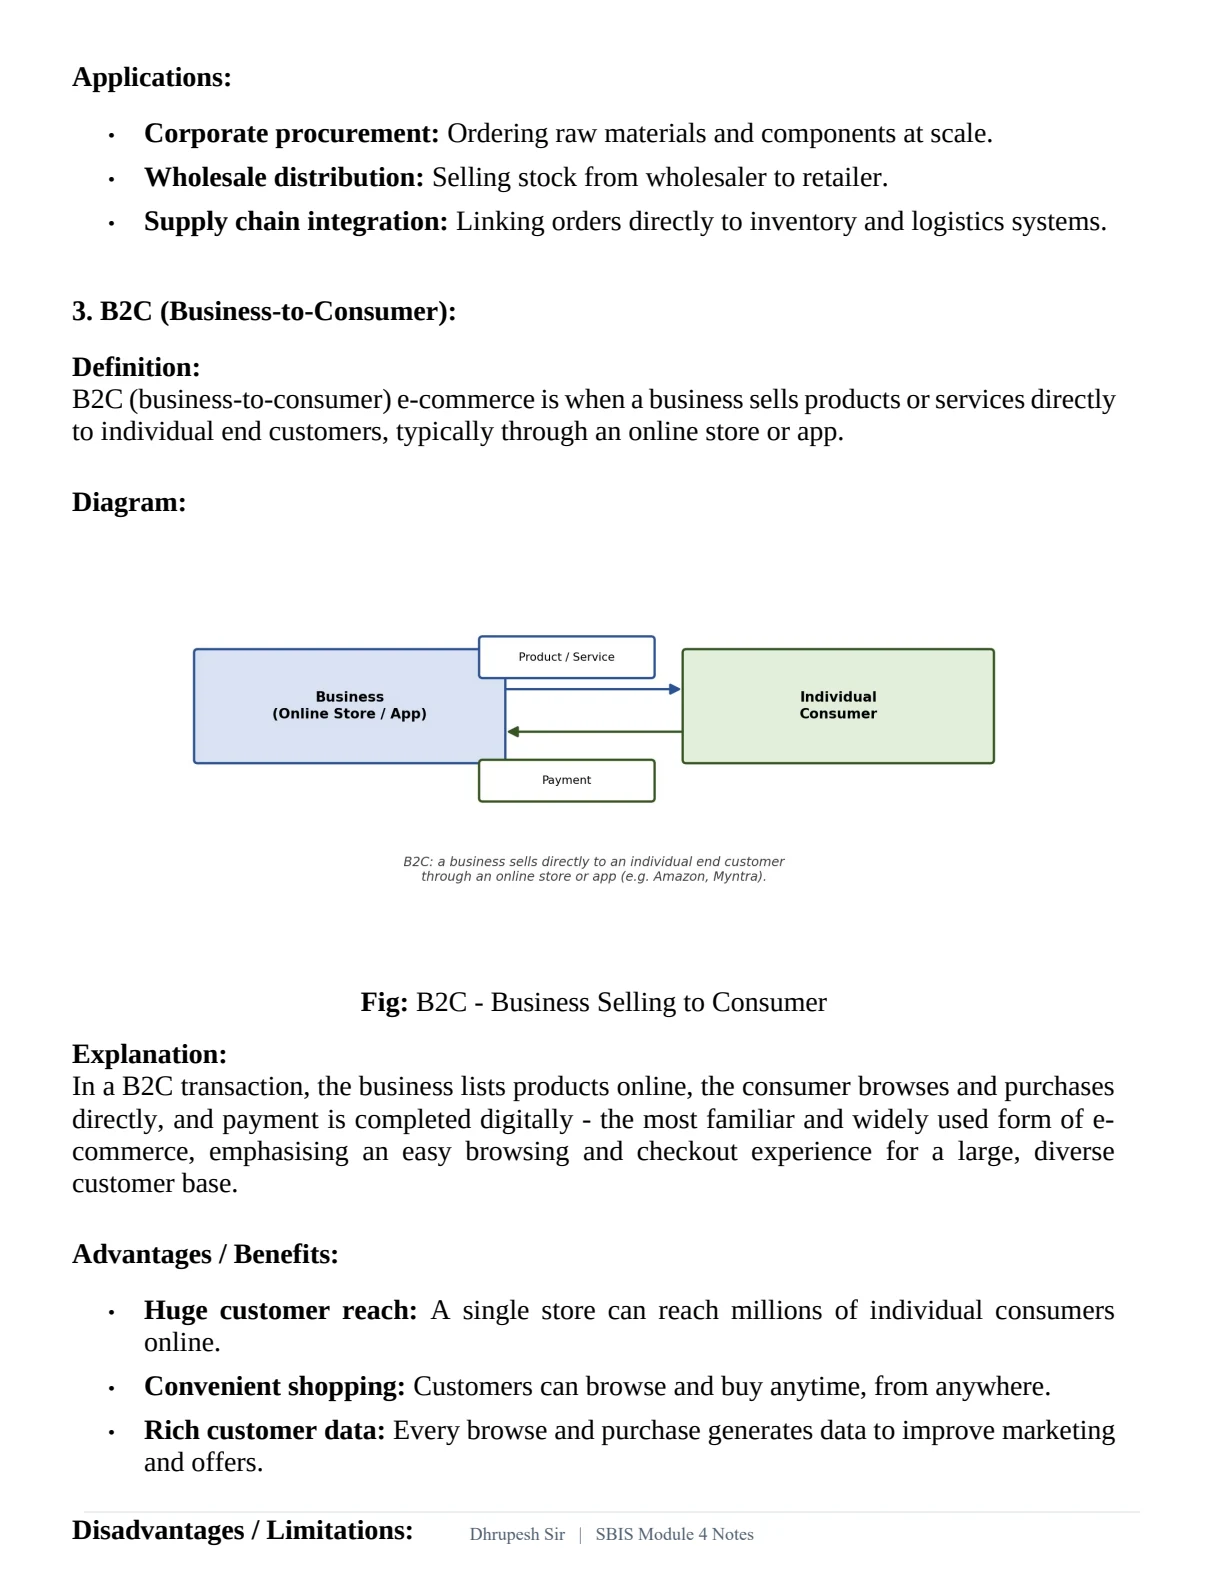 Applications:
• Corporate procurement: Ordering raw materials and components at scale.
• Wholesale distribution: Selling stock from wholesaler to retailer.
• Supply chain integration: Linking orders directly to inventory and logistics systems.
3. B2C (Business-to-Consumer):
Definition:
B2C (business-to-consumer) e-commerce is when a business sells products or services directly
to individual end customers, typically through an online store or app.
Diagram:
Product / Service
Business
(Online Store / App)
Individual
Consumer
Payment
B2C: a business sells directly to an individual end customer
through an online store or app (e.g. Amazon, Myntra).
Fig: B2C - Business Selling to Consumer
Explanation:
In a B2C transaction, the business lists products online, the consumer browses and purchases
directly, and payment is completed digitally - the most familiar and widely used form of e-
commerce, emphasising an easy browsing and checkout experience for a large, diverse
customer base.
Advantages / Benefits:
• Huge customer reach: A single store can reach millions of individual consumers
online.
• Convenient shopping: Customers can browse and buy anytime, from anywhere.
• Rich customer data: Every browse and purchase generates data to improve marketing
and offers.
Disadvantages / Limitations:
Dhrupesh Sir | SBIS Module 4 Notes